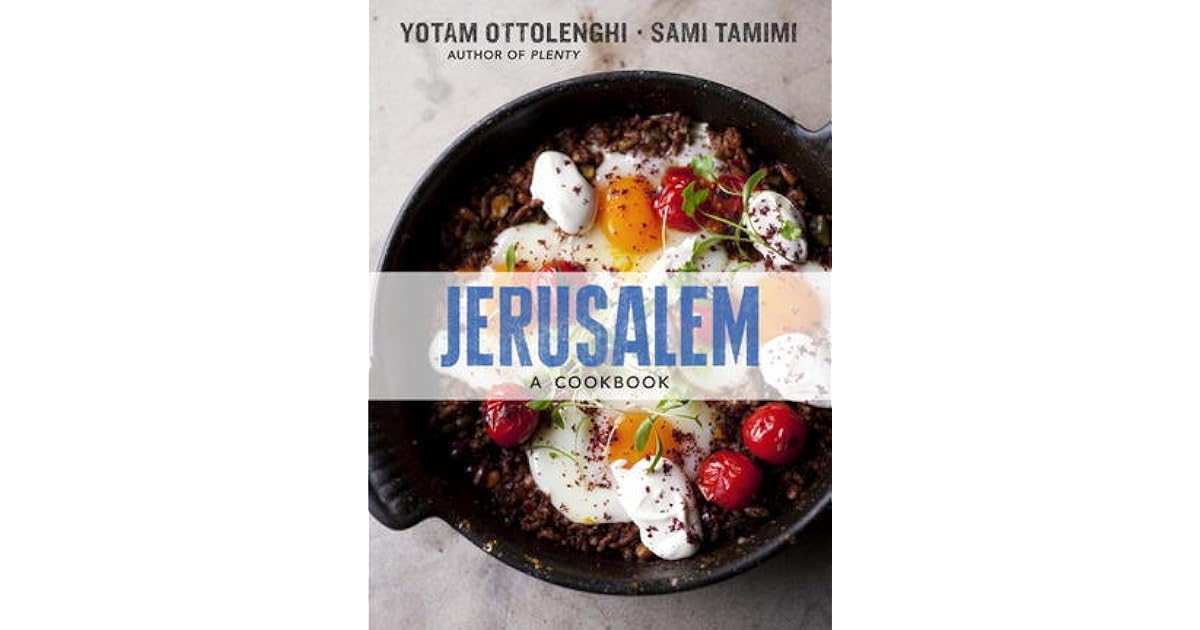 YOTAM OTTOLENGHI · SAMI TAMIMI
AUTHOR OF PLENTY
JERUSALEM
A COOKBOOK